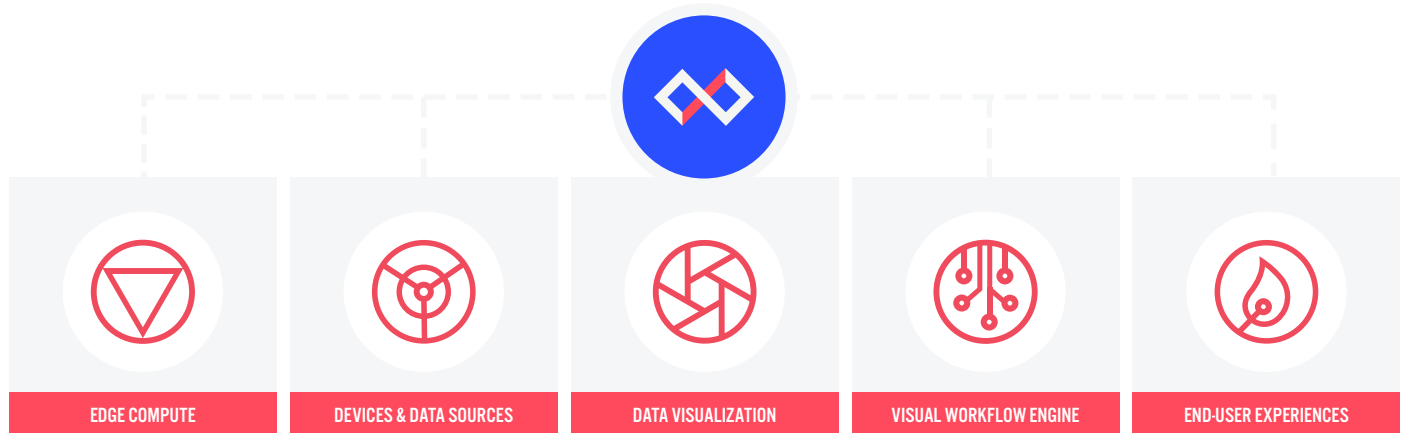 EDGE COMPUTE
DEVICES & DATA SOURCES
DATA VISUALIZATION
VISUAL WORKFLOW ENGINE
END-USER EXPERIENCES